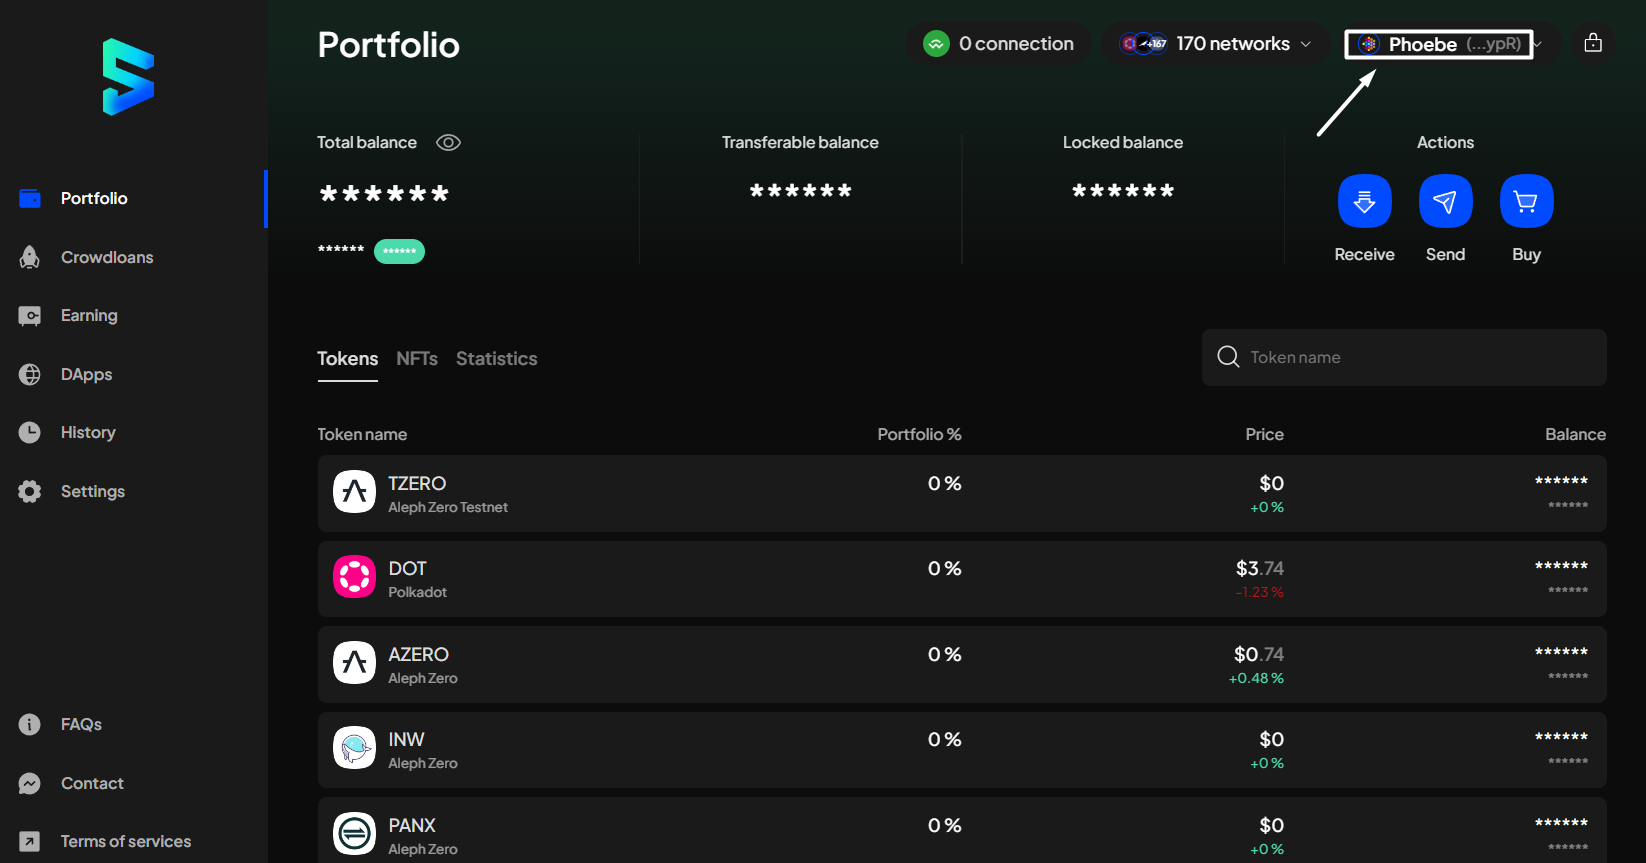 Portfolio
0 connection
+167 170 networks
Phoebe (...ypR)
Portfolio
Crowdloans
Earning
DApps
History
Settings
FAQs
Contact
Terms of services
Total balance
******
****** ******
Transferable balance
******
Locked balance
******
Actions
Receive Send Buy
Tokens NFTs Statistics
Token name
Token name Portfolio % Price Balance
TZERO 0 % $0 ******
Aleph Zero Testnet +0 % ******
DOT 0 % $3.74 ******
Polkadot -1.23 % ******
AZERO 0 % $0.74 ******
Aleph Zero +0.48 % ******
INW 0 % $0 ******
Aleph Zero +0 % ******
PANX 0 % $0 ******
Aleph Zero +0 % ******